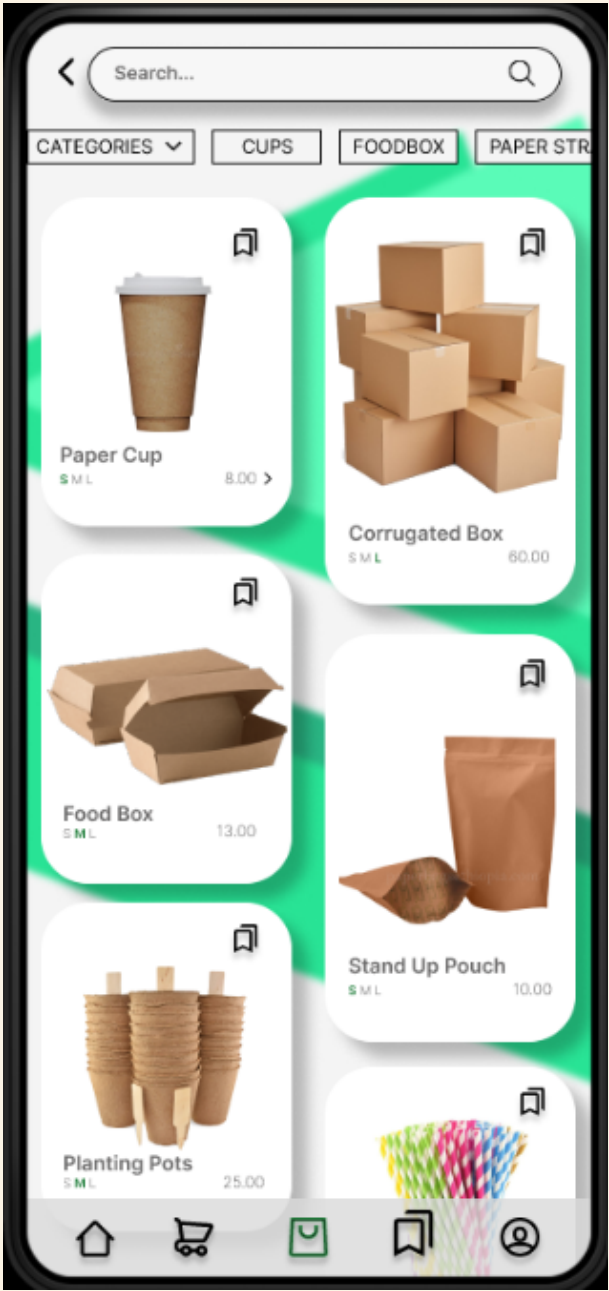 Search...
CATEGORIES
CUPS
FOODBOX
PAPER STR
Paper Cup
S M L
8.00
Corrugated Box
S M L
60.00
Food Box
S M L
13.00
Stand Up Pouch
S M L
10.00
Planting Pots
S M L
25.00